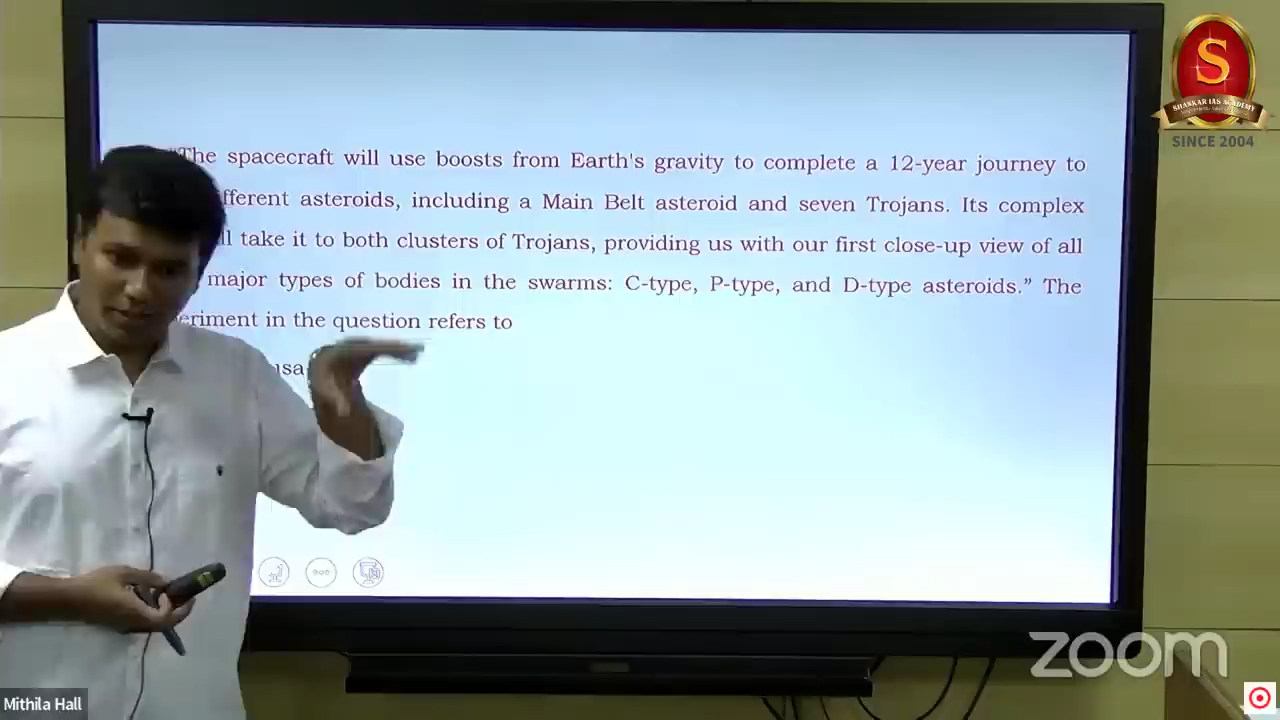 "The spacecraft will use boosts from Earth's gravity to complete a 12-year journey to
asteroids, including a Main Belt asteroid and seven Trojans. Its complex
take it to both clusters of Trojans, providing us with our first close-up view of all
major types of bodies in the swarms: C-type, P-type, and D-type asteroids.” The
in the question refers to
S
SHANKAR IAS ACADEMY
SINCE 2004
zoom
Mithila Hall